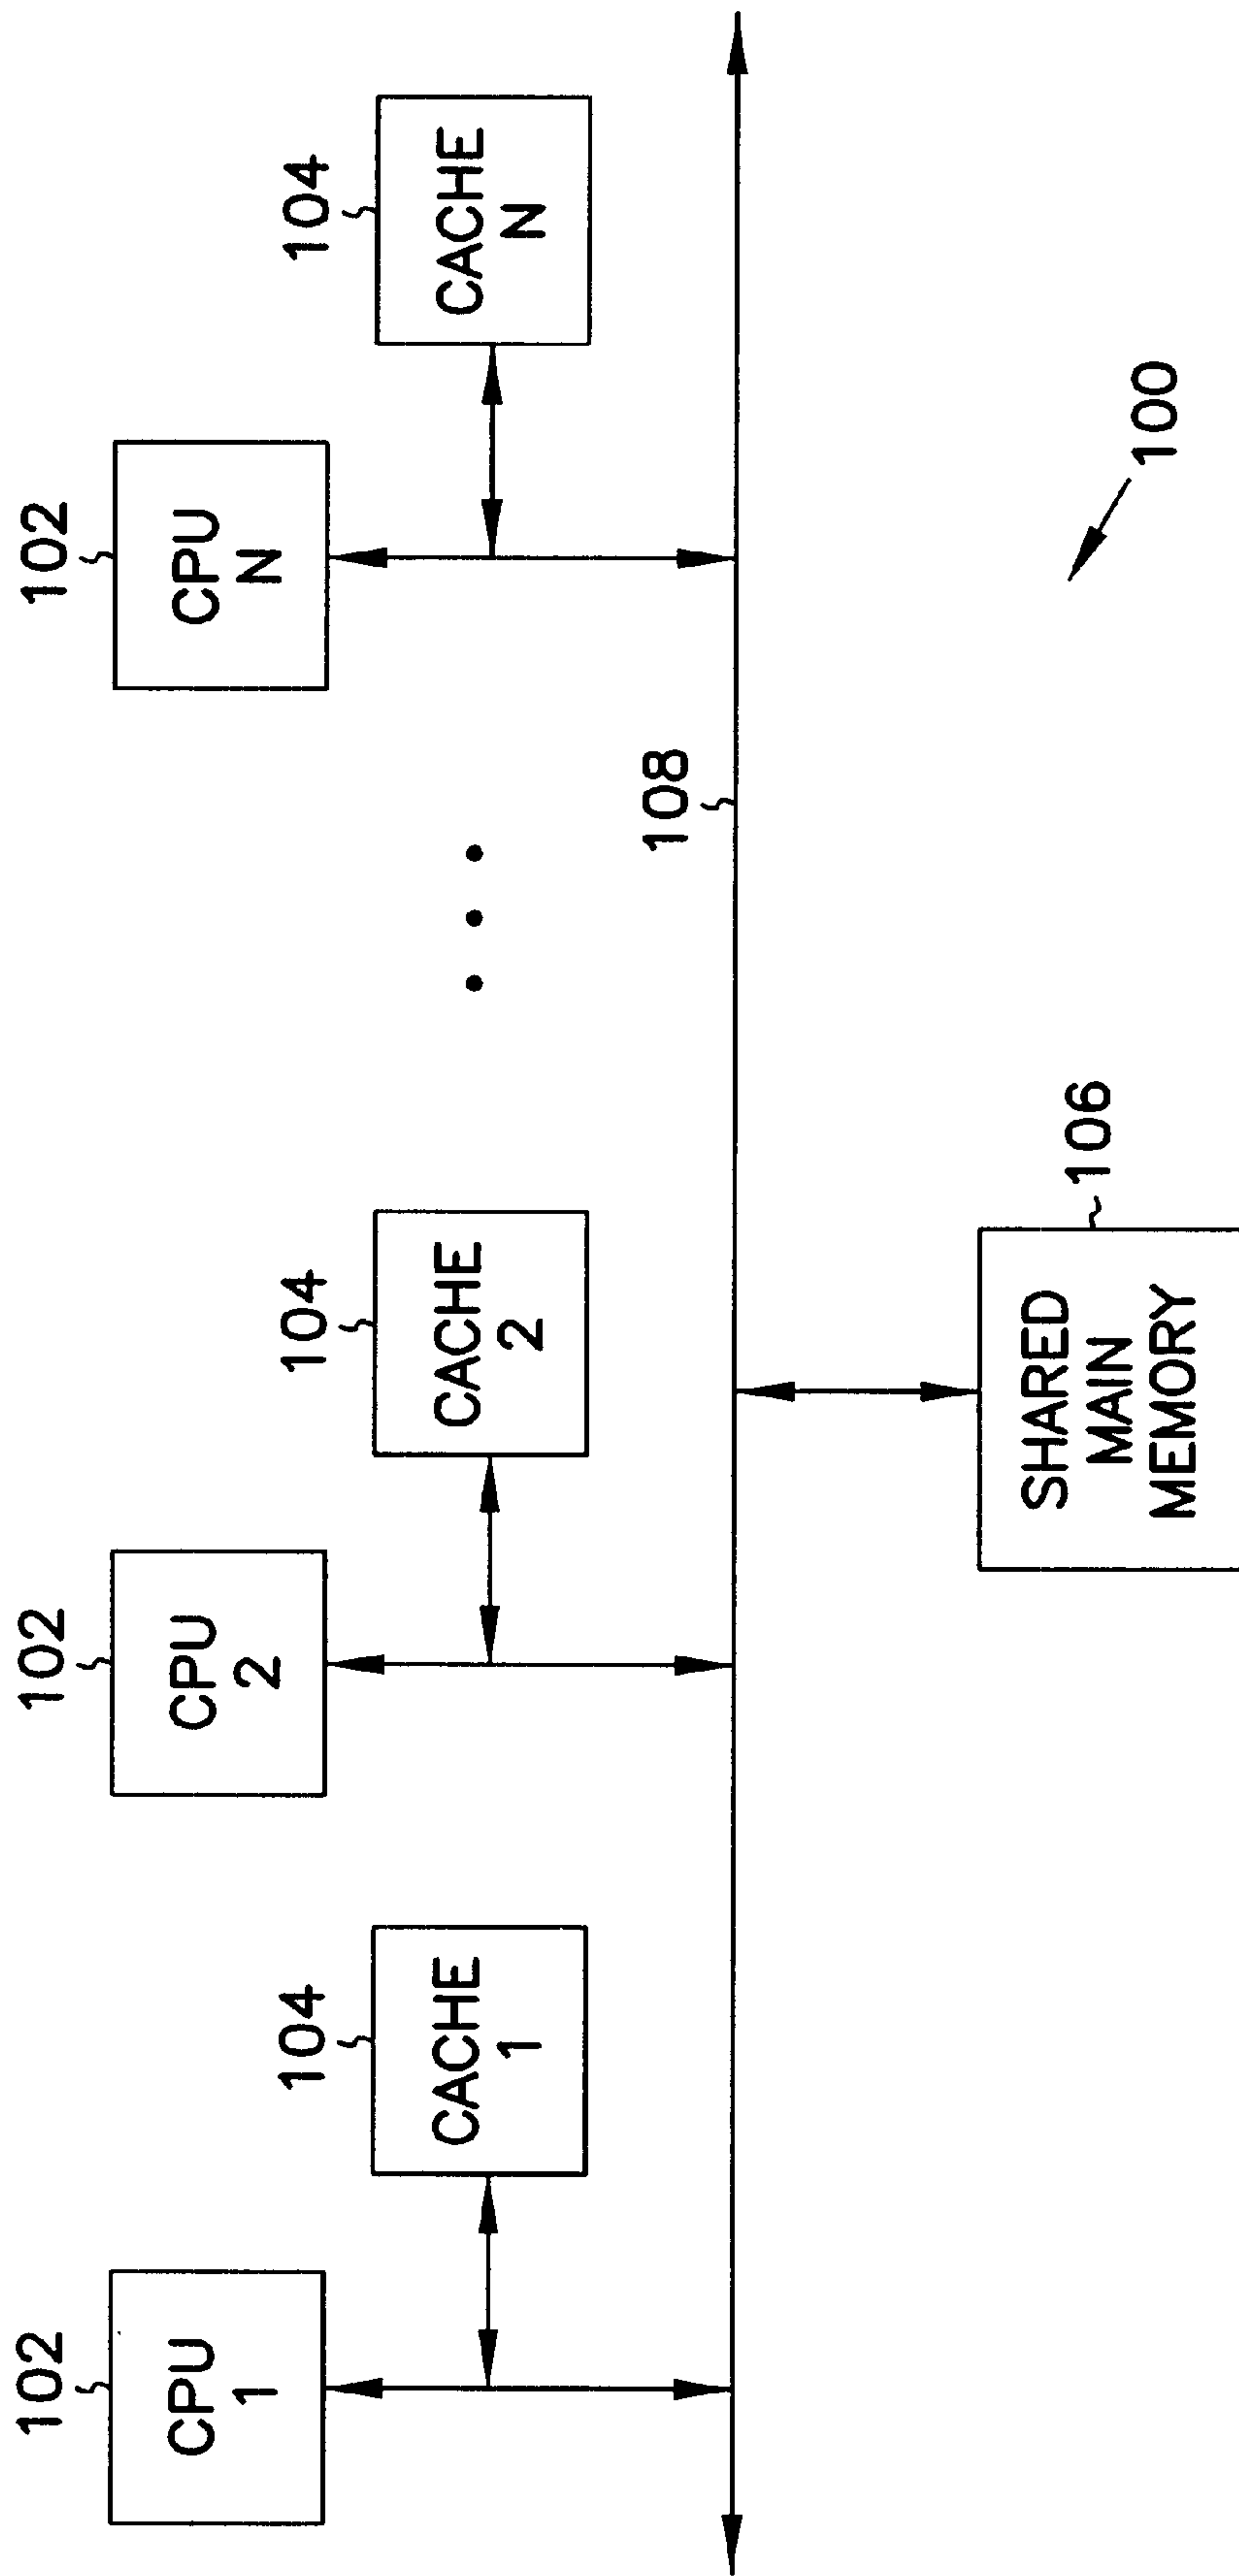 102
CPU
1
104
CACHE
1
102
CPU
2
104
CACHE
2
102
CPU
N
104
CACHE
N
108
SHARED
MAIN
MEMORY
106
100